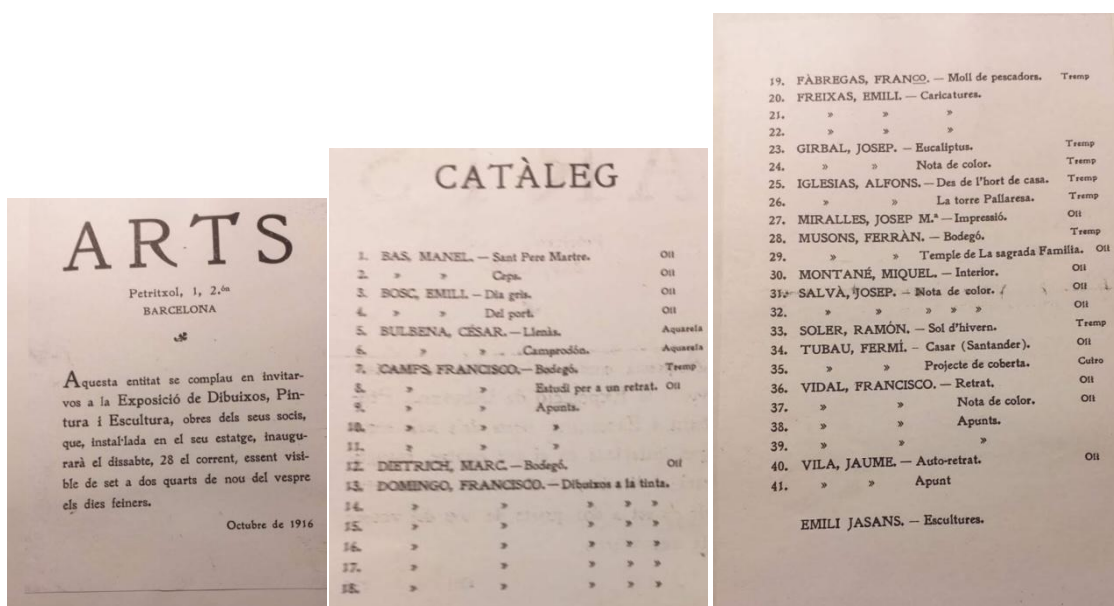 ARTS
Petritxol, 1, 2.ón
BARCELONA
Aquesta entitat se complau en invitar-
vos a la Exposició de Dibuixos, Pin-
tura i Escultura, obres dels seus socis,
que, instal·lada en el seu estatge, inaugu-
rarà el dissabte, 28 el corrent, essent visi-
ble de set a dos quarts de nou del vespre
els dies feiners.
Octubre de 1916
CATÀLEG
1. BAS, MANEL. — Sant Pere Martre. Oli
2. » » Ceps. Oli
3. BOSC, EMILI. — Dia gris. Oli
4. » » Del port. Oli
5. BULBENA, CÉSAR. — Llenàs. Aquarela
6. » » Camprodón. Aquarela
7. CAMPS, FRANCISCO. — Bodegó. Tremp
8. » » Estudi per a un retrat. Oli
9. » » Apunts.
10. » » »
11. » » »
12. DIETRICH, MARC. — Bodegó. Oli
13. DOMINGO, FRANCISCO. — Dibuixos a la tinta.
14. » » » » »
15. » » » » »
16. » » » » »
17. » » » » »
18. » » » » »
19. FÀBREGAS, FRANCO. — Moll de pescadors. Tremp
20. FREIXAS, EMILI. — Caricatures.
21. » » »
22. » » »
23. GIRBAL, JOSEP. — Eucaliptus. Tremp
24. » » Nota de color. Tremp
25. IGLESIAS, ALFONS. — Des de l'hort de casa. Tremp
26. » » La torre Pallaresa. Tremp
27. MIRALLES, JOSEP M.ª — Impressió. Oli
28. MUSONS, FERRÀN. — Bodegó. Tremp
29. » » Temple de La sagrada Familia. Oli
30. MONTANÉ, MIQUEL. — Interior. Oli
31. SALVÀ, JOSEP. — Nota de color. Oli
32. » » » » » Oli
33. SOLER, RAMÓN. — Sol d'hivern. Tremp
34. TUBAU, FERMÍ. — Casar (Santander). Oli
35. » » Projecte de coberta. Cuiro
36. VIDAL, FRANCISCO. — Retrat. Oli
37. » » Nota de color. Oli
38. » » Apunts.
39. » » »
40. VILA, JAUME. — Auto-retrat. Oli
41. » » Apunt
EMILI JASANS. — Escultures.